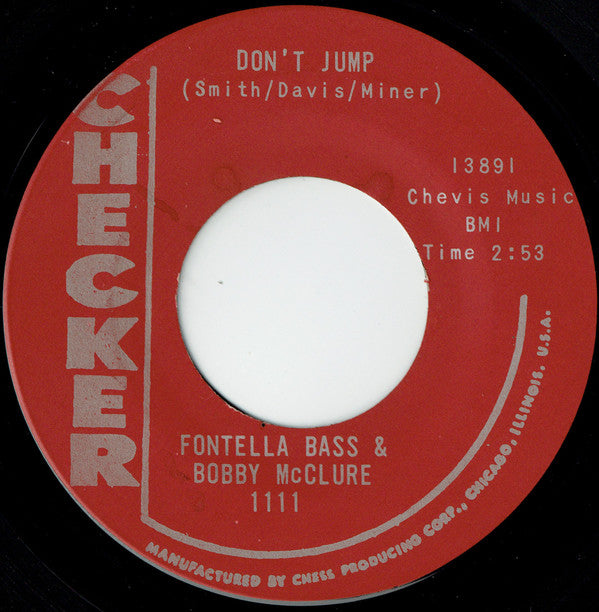 DON'T JUMP
(Smith/Davis/Miner)
CHECKER
13891
Chevis Music
BMI
Time 2:53
FONTELLA BASS &
BOBBY McCLURE
1111
MANUFACTURED BY CHESS PRODUCING CORP., CHICAGO, ILLINOIS. U.S.A.